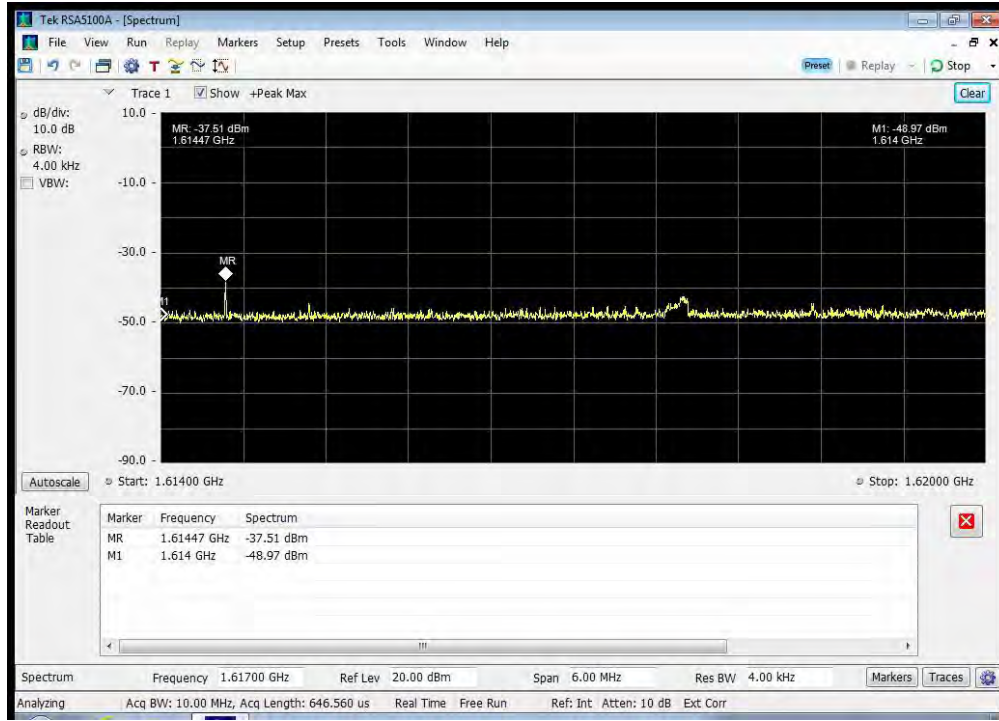 Tek RSA5100A - [Spectrum]
File View Run Replay Markers Setup Presets Tools Window Help
Preset Replay Stop
Trace 1 Show +Peak Max Clear
dB/div:
10.0 dB
RBW:
4.00 kHz
VBW:
10.0
-10.0
-30.0
-50.0
-70.0
-90.0
MR: -37.51 dBm
1.61447 GHz
M1: -48.97 dBm
1.614 GHz
MR
Autoscale Start: 1.61400 GHz Stop: 1.62000 GHz
Marker
Readout
Table
Marker Frequency Spectrum
MR 1.61447 GHz -37.51 dBm
M1 1.614 GHz -48.97 dBm
Spectrum Frequency 1.61700 GHz Ref Lev 20.00 dBm Span 6.00 MHz Res BW 4.00 kHz Markers Traces
Analyzing Acq BW: 10.00 MHz, Acq Length: 646.560 us Real Time Free Run Ref: Int Atten: 10 dB Ext Corr